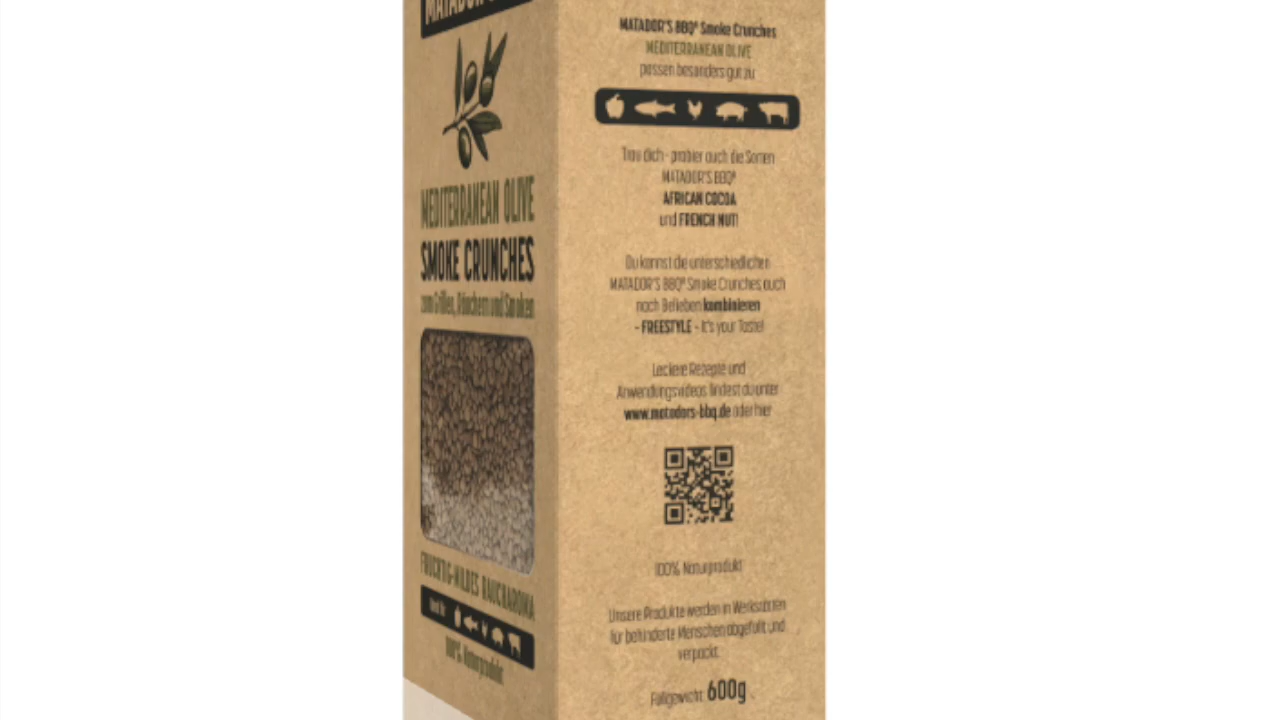 MATADOR'S
MEDITERRANEAN OLIVE
SMOKE CRUNCHES
zum Grillen, Räuchern und Smoken
FRUCHTIG-MILDES RAUCHAROMA
100% Naturprodukt
MATADOR'S BBQ® Smoke Crunches
MEDITERRANEAN OLIVE
passen besonders gut zu
Trau dich - probier auch die Sorten
MATADOR'S BBQ®
AFRICAN COCOA
und FRENCH NUT!
Du kannst die unterschiedlichen
MATADOR'S BBQ® Smoke Crunches auch
nach Belieben kombinieren
- FREESTYLE - It's your Taste!
Leckere Rezepte und
Anwendungsvideos findest du unter
www.matadors-bbq.de oder hier
100% Naturprodukt
Unsere Produkte werden in Werkstätten
für behinderte Menschen abgefüllt und
verpackt.
Füllgewicht: 600g